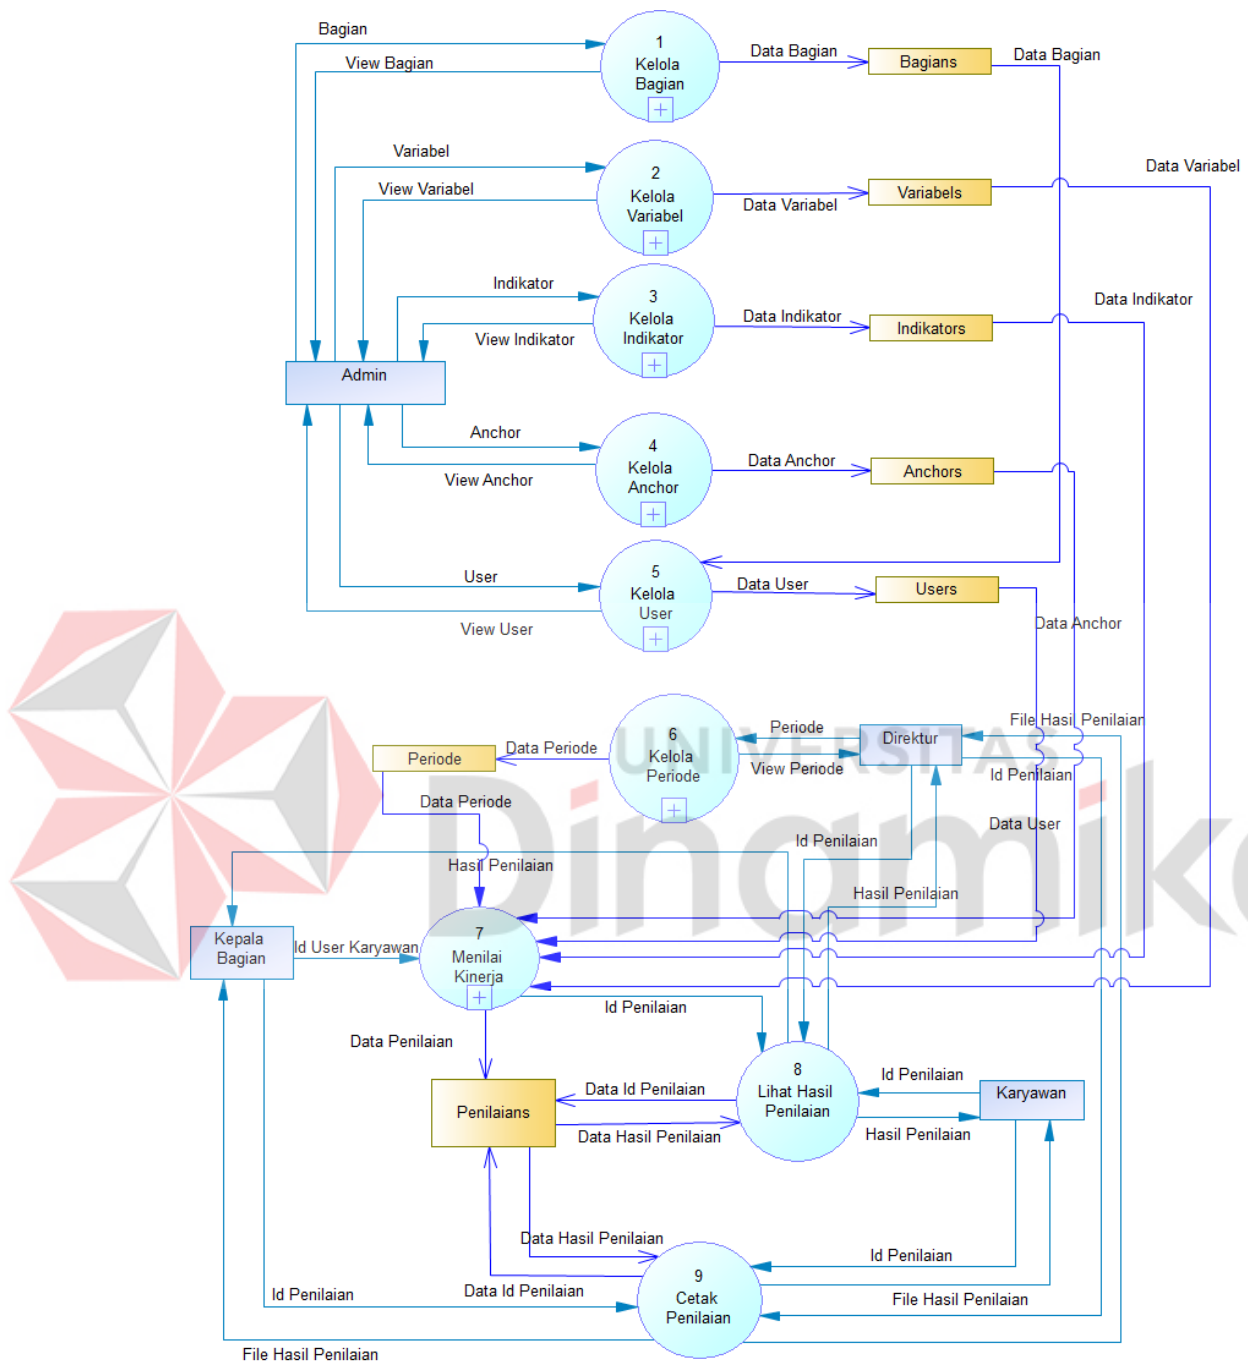 Bagian
View Bagian
1
Kelola
Bagian
Data Bagian
Bagians
Data Bagian
Variabel
View Variabel
2
Kelola
Variabel
Data Variabel
Variabels
Data Variabel
Indikator
View Indikator
3
Kelola
Indikator
Data Indikator
Indikators
Data Indikator
Admin
Anchor
View Anchor
4
Kelola
Anchor
Data Anchor
Anchors
User
View User
5
Kelola
User
Data User
Users
Data Anchor
Periode
Data Periode
6
Kelola
Periode
Periode
View Periode
Direktur
File Hasil Penilaian
Id Penilaian
UNIVERSITAS
Dinamika
Data Periode
Data User
Id Penilaian
Hasil Penilaian
Hasil Penilaian
Kepala
Bagian
Id User Karyawan
7
Menilai
Kinerja
Id Penilaian
Data Penilaian
8
Lihat Hasil
Penilaian
Penilaians
Data Id Penilaian
Data Hasil Penilaian
Id Penilaian
Hasil Penilaian
Karyawan
Data Hasil Penilaian
Id Penilaian
Data Id Penilaian
Id Penilaian
9
Cetak
Penilaian
File Hasil Penilaian
File Hasil Penilaian